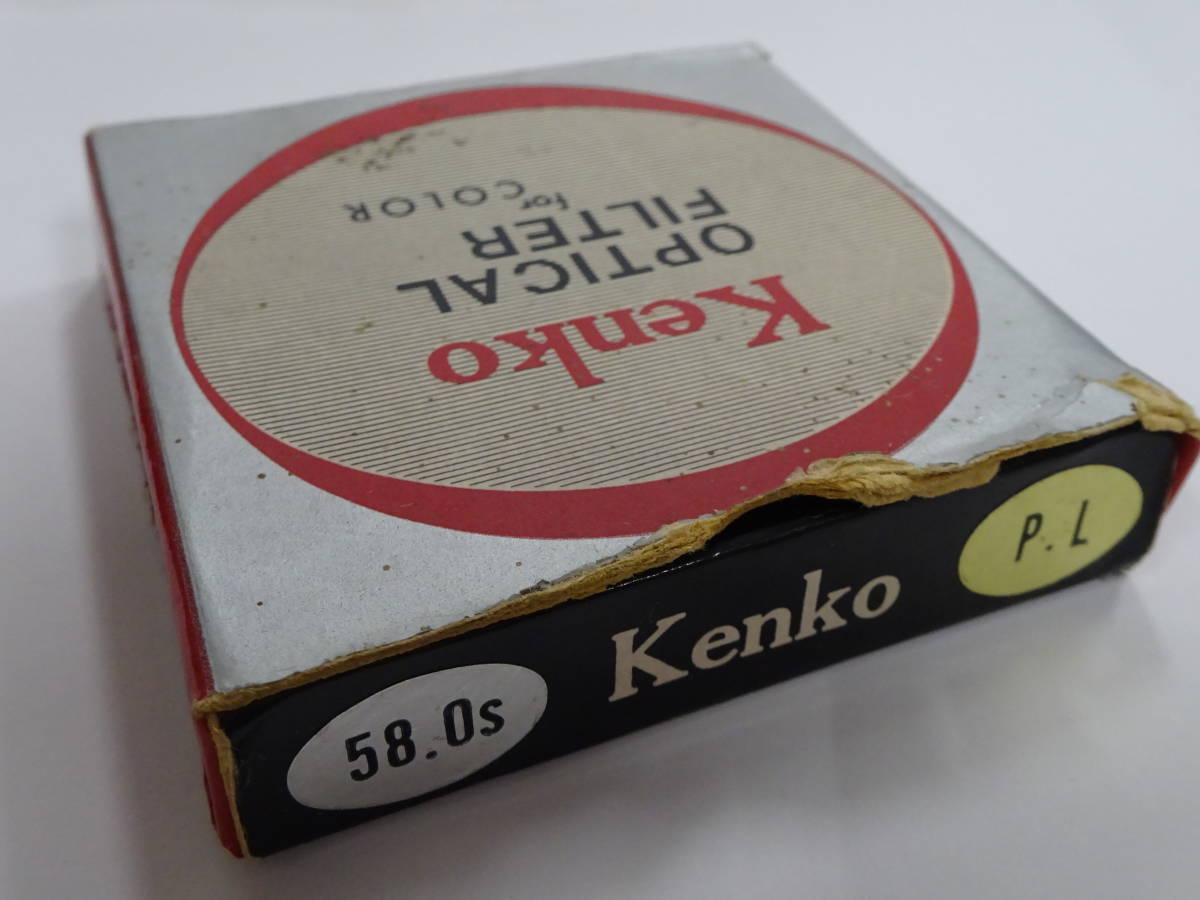 Kenko
OPTICAL
FILTER
for COLOR
58.0s
Kenko
P.L